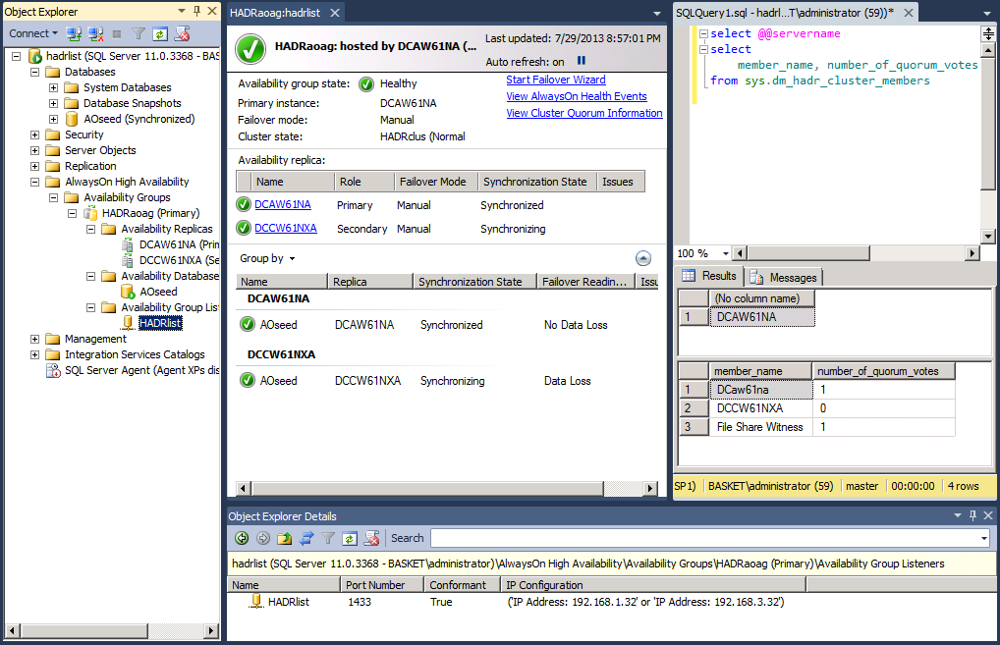 Object Explorer
Connect
hadrlist (SQL Server 11.0.3368 - BAS
Databases
System Databases
Database Snapshots
AOseed (Synchronized)
Security
Server Objects
Replication
AlwaysOn High Availability
Availability Groups
HADRaoag (Primary)
Availability Replicas
DCAW61NA (Prin
DCCW61NXA (Se
Availability Database
AOseed
Availability Group List
HADRlist
Management
Integration Services Catalogs
SQL Server Agent (Agent XPs dis
HADRaoag:hadrlist
HADRaoag: hosted by DCAW61NA (...
Last updated: 7/29/2013 8:57:01 PM
Auto refresh: on
Availability group state: Healthy
Primary instance: DCAW61NA
Failover mode: Manual
Cluster state: HADRclus (Normal
Start Failover Wizard
View AlwaysOn Health Events
View Cluster Quorum Information
Availability replica:
Name Role Failover Mode Synchronization State Issues
DCAW61NA Primary Manual Synchronized
DCCW61NXA Secondary Manual Synchronizing
Group by
Name Replica Synchronization State Failover Readin... Issu
DCAW61NA
AOseed DCAW61NA Synchronized No Data Loss
DCCW61NXA
AOseed DCCW61NXA Synchronizing Data Loss
SQLQuery1.sql - hadrl...T\administrator (59))*
select @@servername
select
member_name, number_of_quorum_votes
from sys.dm_hadr_cluster_members
100 %
Results Messages
(No column name)
1 DCAW61NA
member_name number_of_quorum_votes
1 DCaw61na 1
2 DCCW61NXA 0
3 File Share Witness 1
SP1) BASKET\administrator (59) master 00:00:00 4 rows
Object Explorer Details
Search
hadrlist (SQL Server 11.0.3368 - BASKET\administrator)\AlwaysOn High Availability\Availability Groups\HADRaoag (Primary)\Availability Group Listeners
Name Port Number Conformant IP Configuration
HADRlist 1433 True ('IP Address: 192.168.1.32' or 'IP Address: 192.168.3.32')